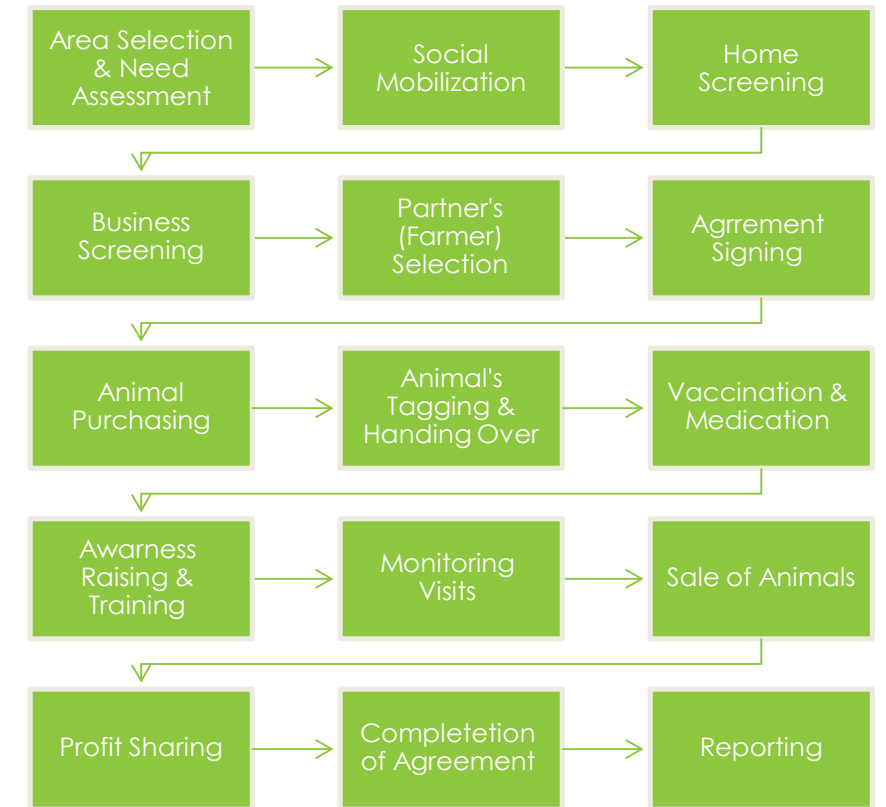 Area Selection
& Need
Assessment
Social
Mobilization
Home
Screening
Business
Screening
Partner's
(Farmer)
Selection
Agrrement
Signing
Animal
Purchasing
Animal's
Tagging &
Handing Over
Vaccination &
Medication
Awarness
Raising &
Training
Monitoring
Visits
Sale of Animals
Profit Sharing
Completetion
of Agreement
Reporting